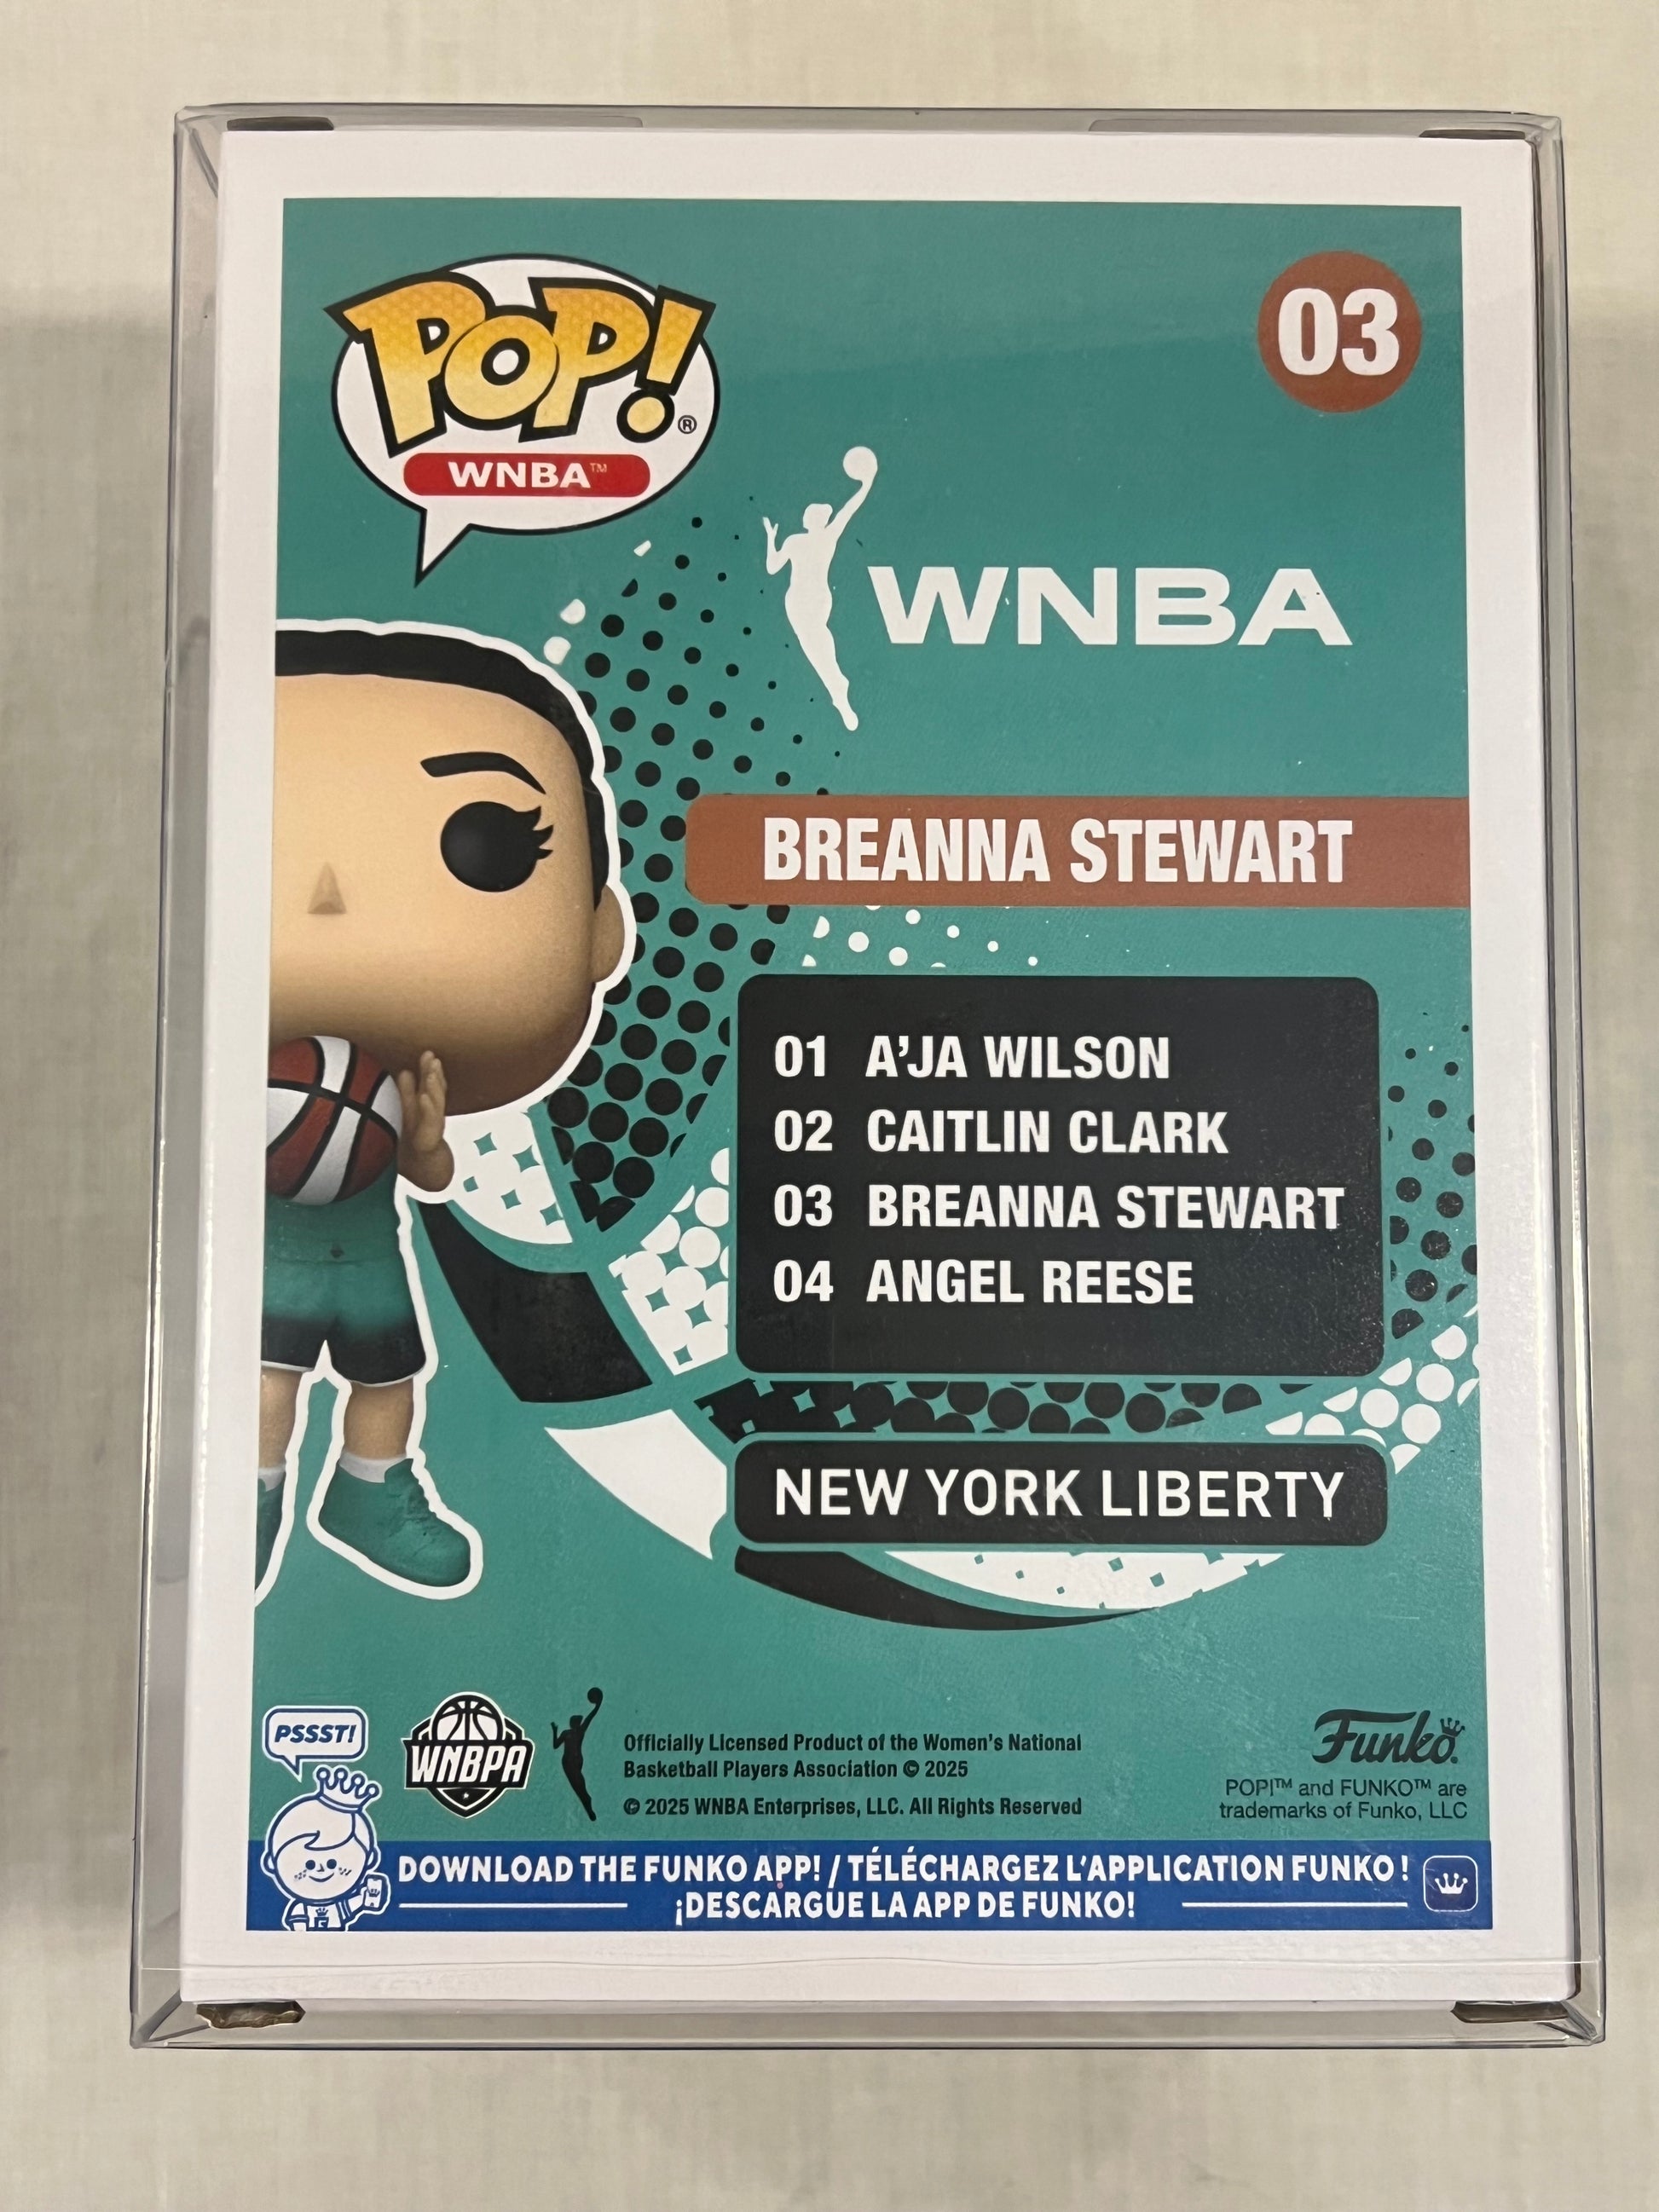 POP!®
WNBA™
03
WNBA
BREANNA STEWART
01 A'JA WILSON
02 CAITLIN CLARK
03 BREANNA STEWART
04 ANGEL REESE
NEW YORK LIBERTY
PSSST!
WNBPA
Officially Licensed Product of the Women's National
Basketball Players Association © 2025
© 2025 WNBA Enterprises, LLC. All Rights Reserved
Funko®
POP!™ and FUNKO™ are
trademarks of Funko, LLC
DOWNLOAD THE FUNKO APP! / TÉLÉCHARGEZ L'APPLICATION FUNKO !
¡DESCARGUE LA APP DE FUNKO!